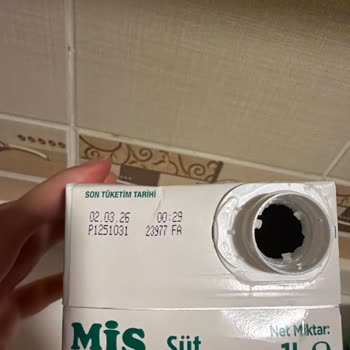 SON TÜKETİM TARİHİ
02.03.26 00:29
P1251031 23977 FA
MIS Süt Net Miktar: